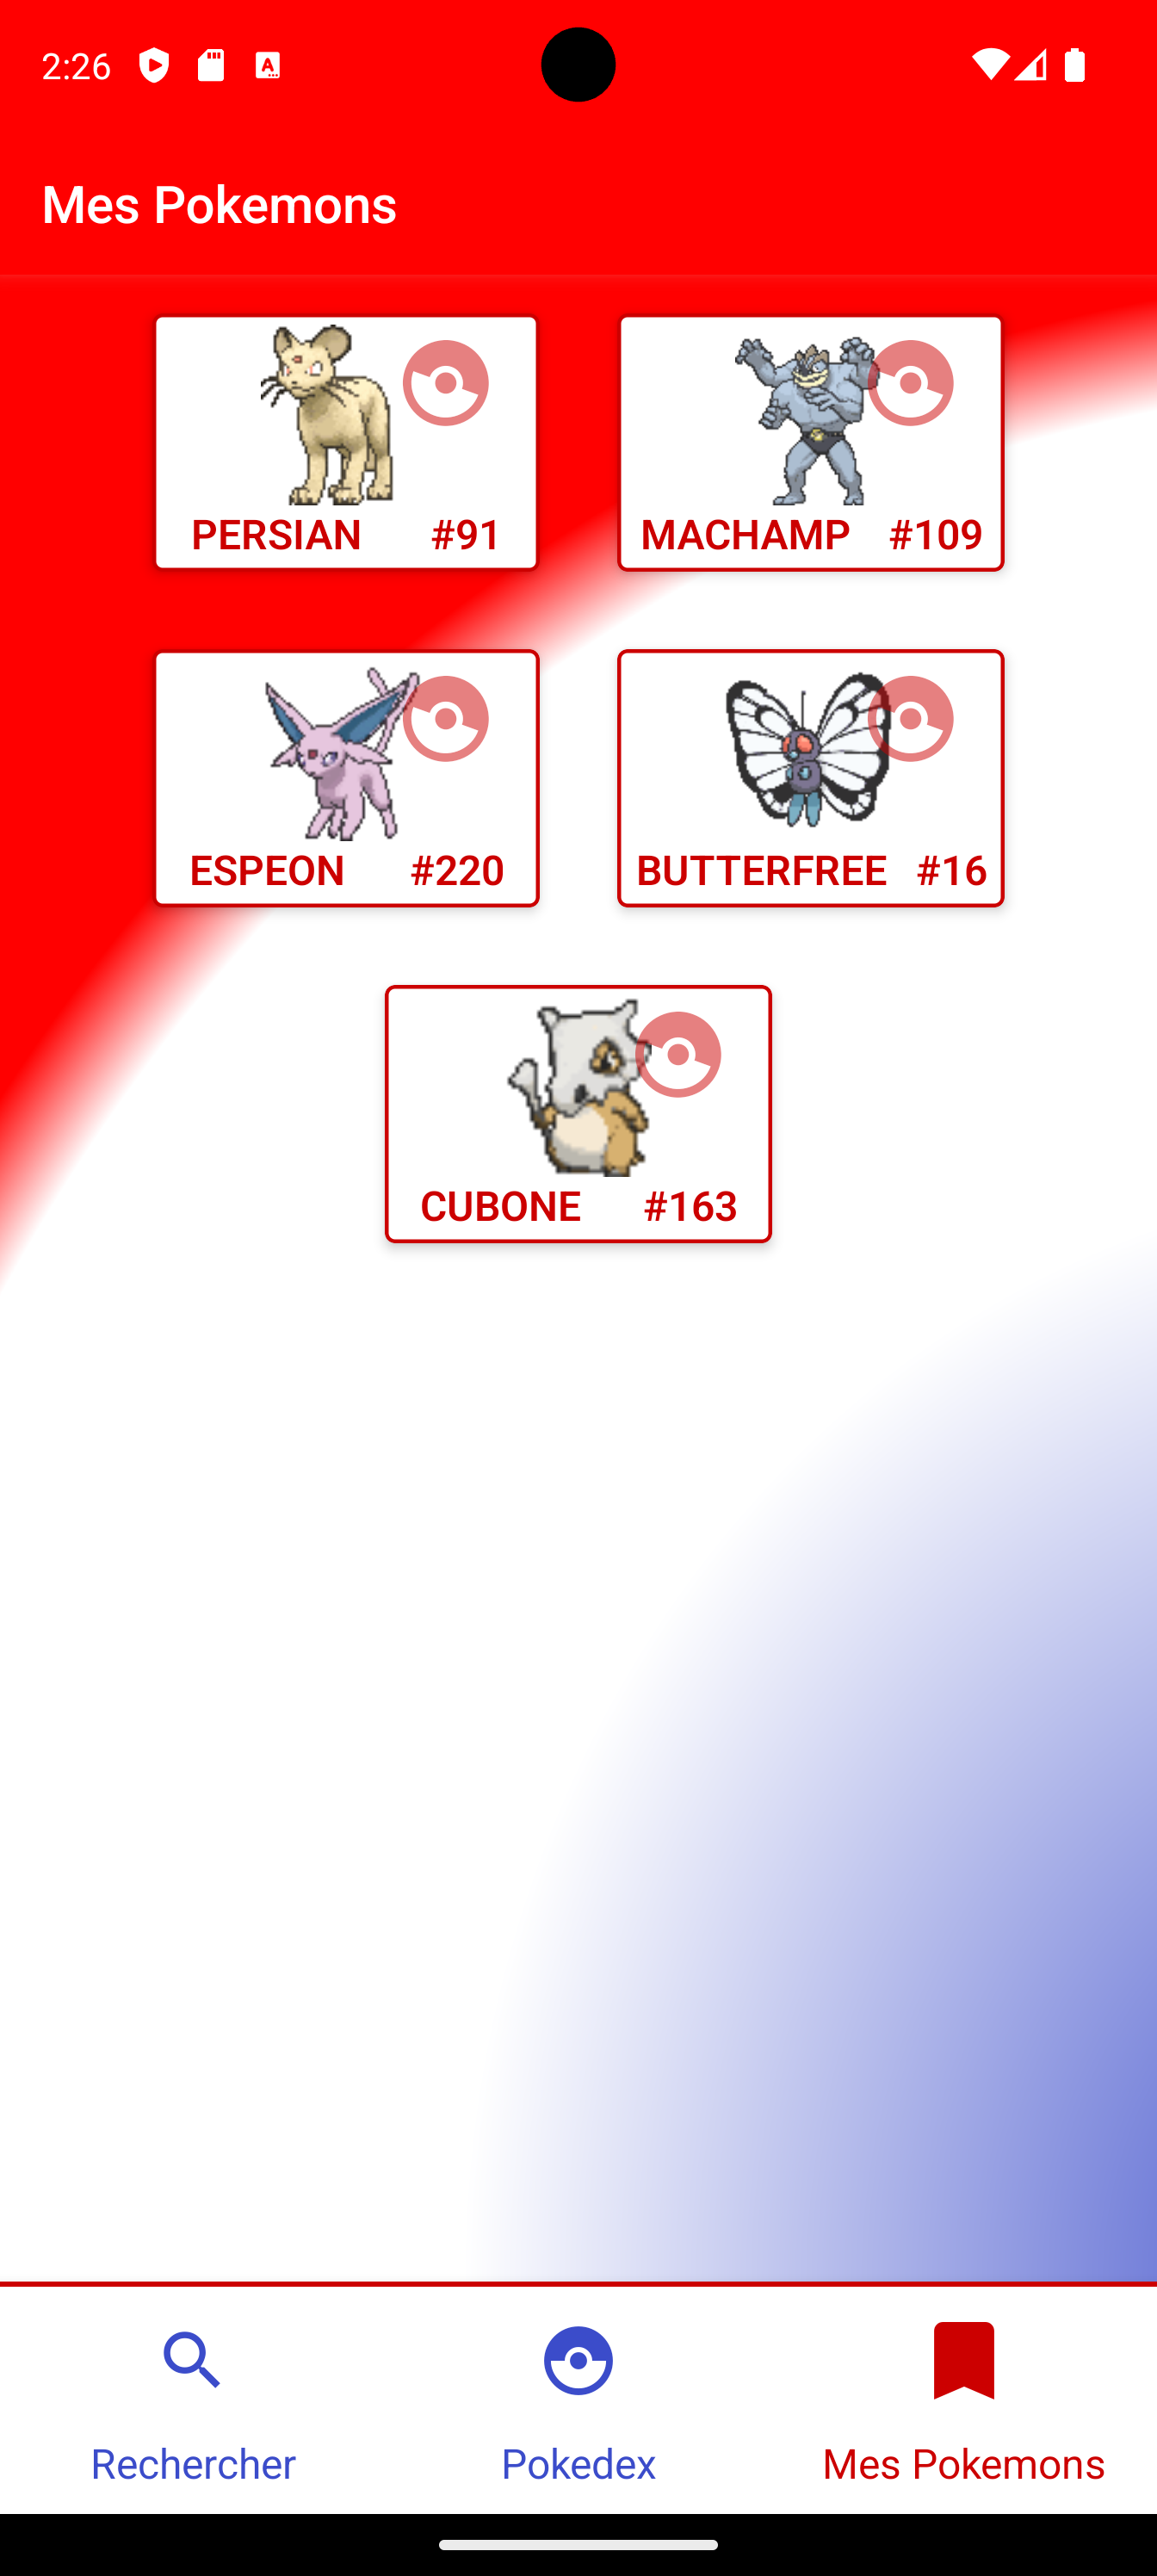 2:26
Mes Pokemons
PERSIAN #91
MACHAMP #109
ESPEON #220
BUTTERFREE #16
CUBONE #163
Rechercher
Pokedex
Mes Pokemons